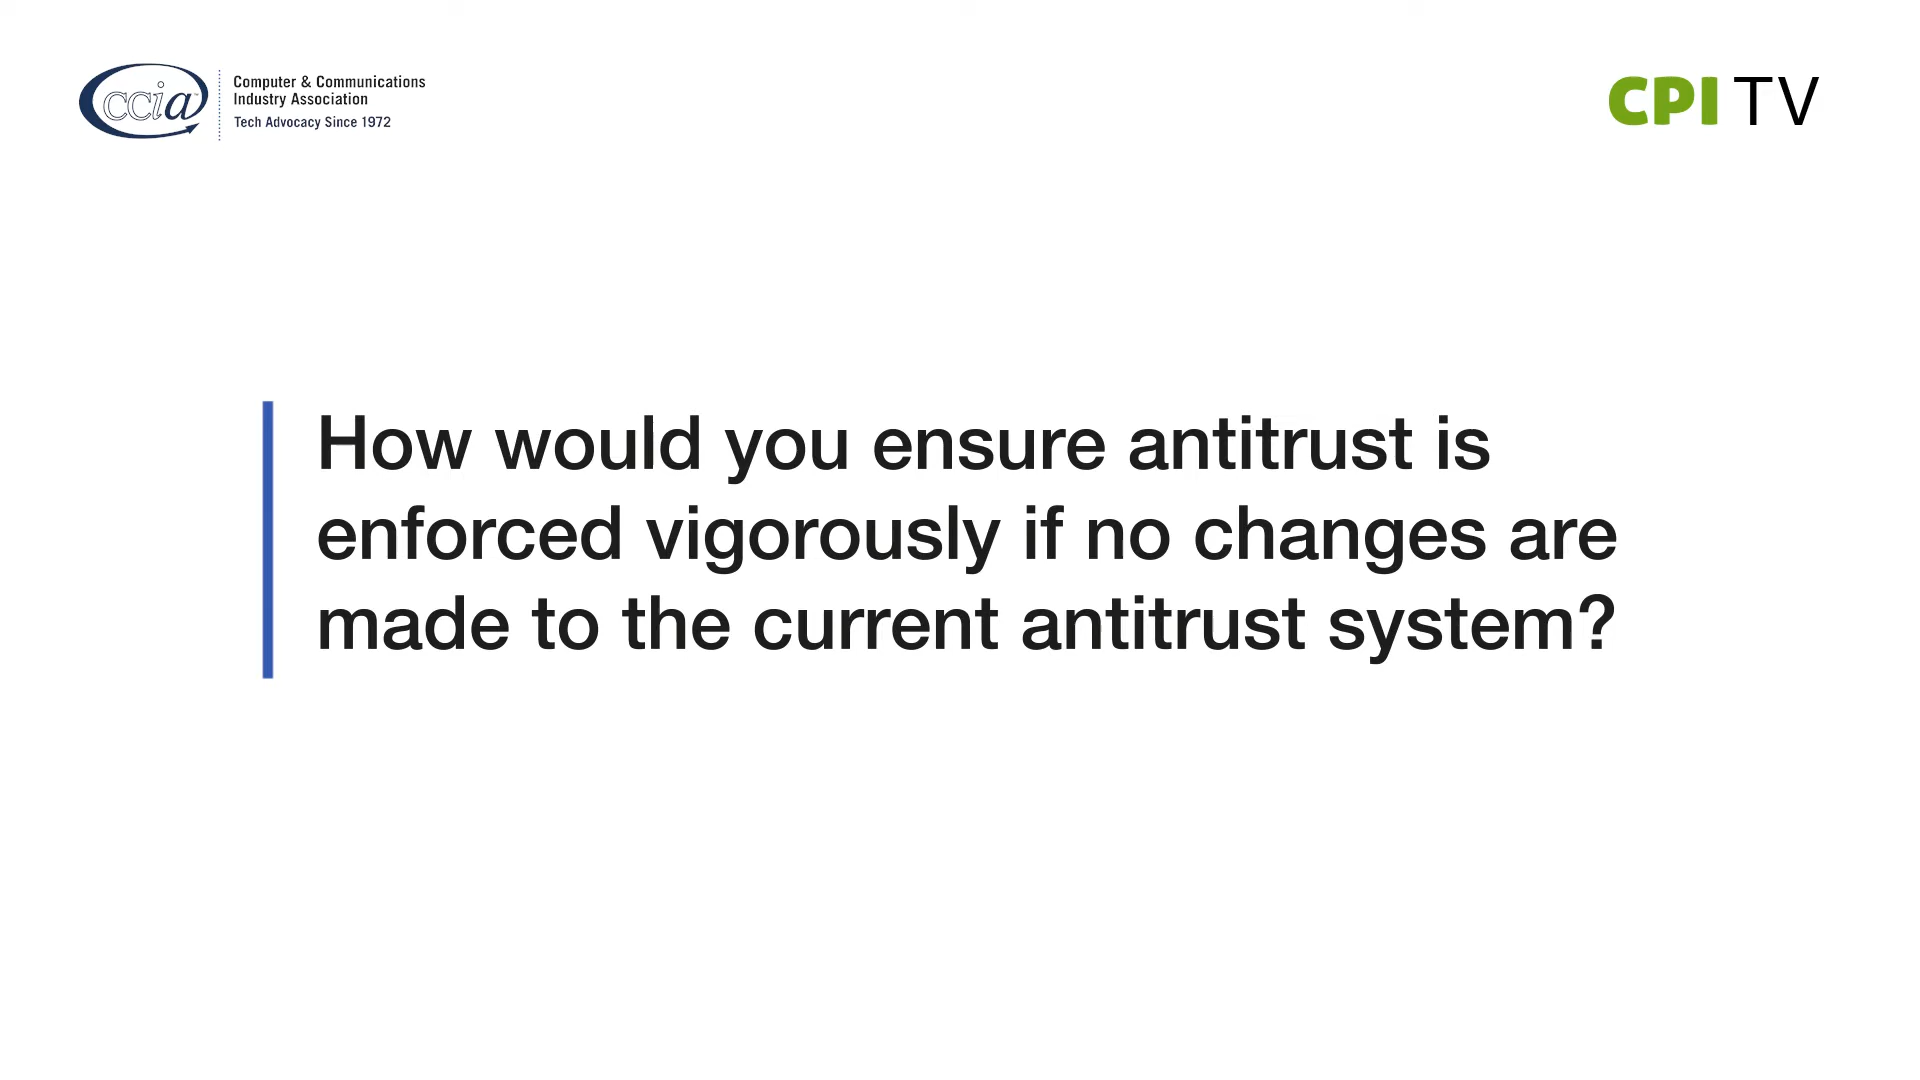 ccia
Computer & Communications
Industry Association
Tech Advocacy Since 1972
CPI TV
How would you ensure antitrust is
enforced vigorously if no changes are
made to the current antitrust system?